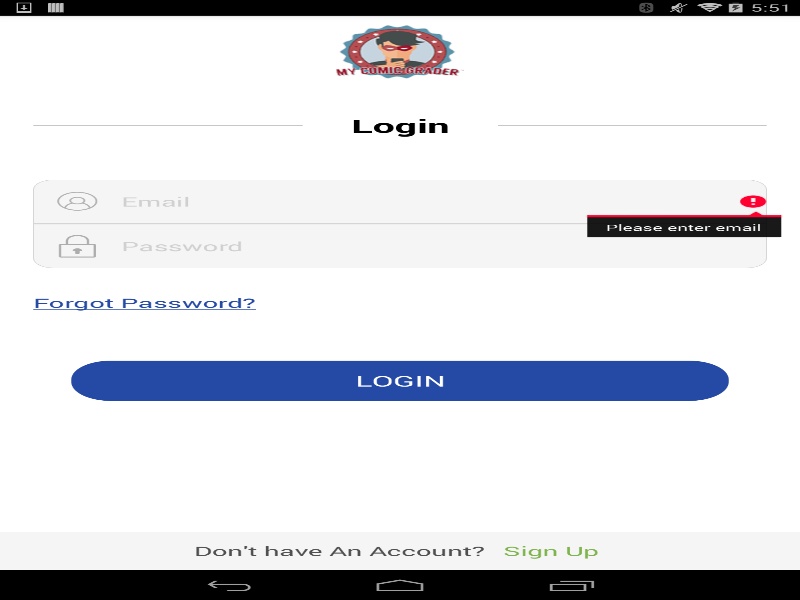 5:51
MY COMIC GRADER
Login
Email
Please enter email
Password
Forgot Password?
LOGIN
Don't have An Account? Sign Up